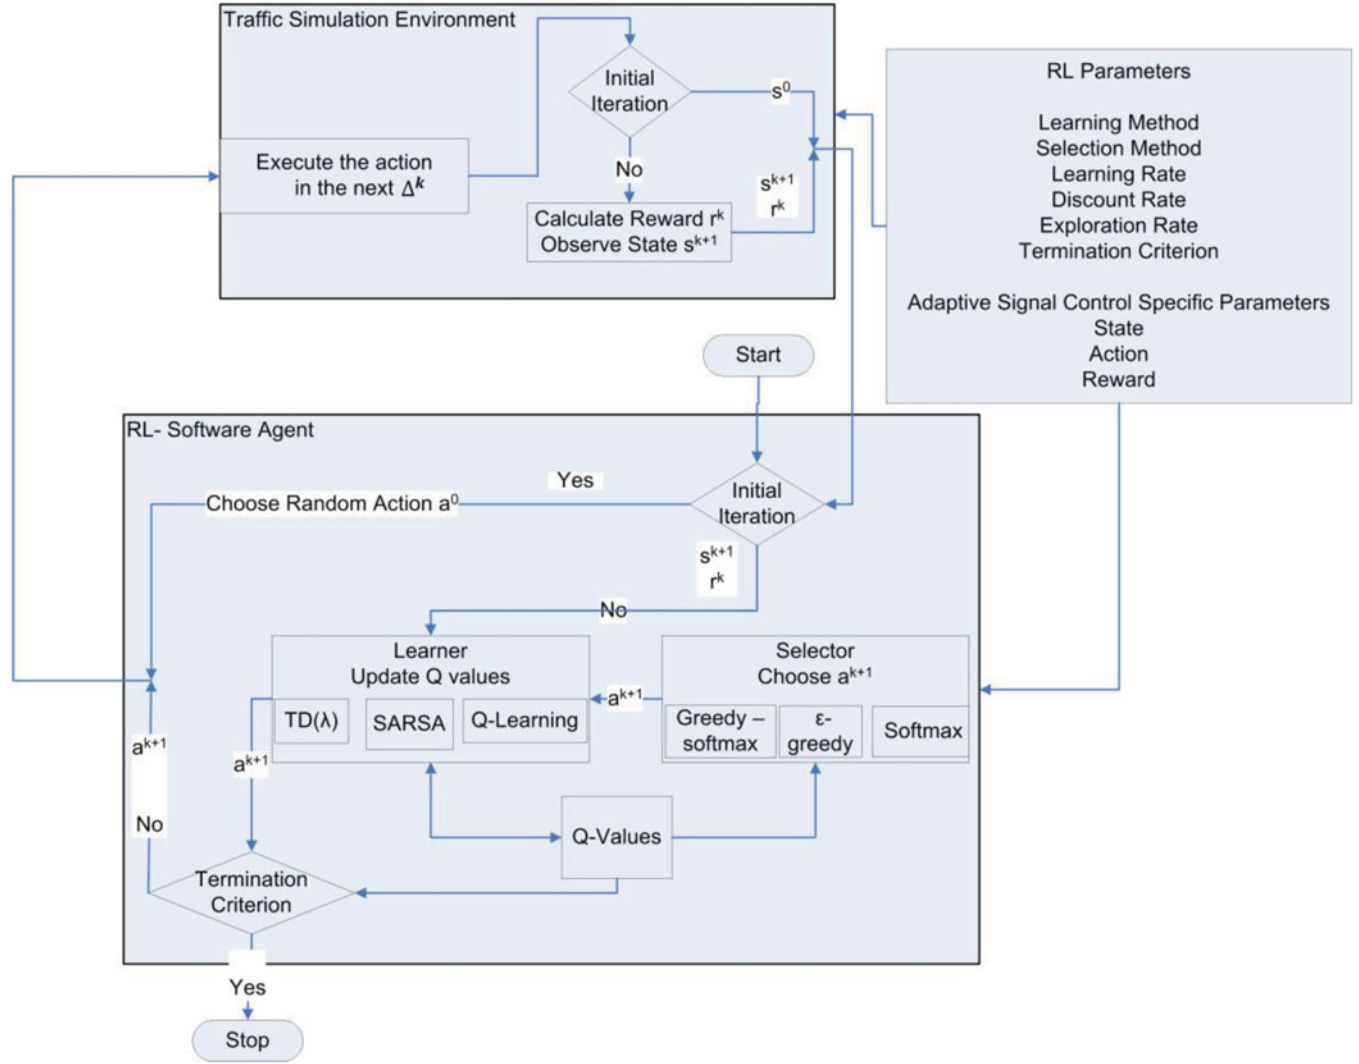 Traffic Simulation Environment
Initial
Iteration
s⁰
No
Execute the action
in the next Δᵏ
Calculate Reward rᵏ
Observe State sᵏ⁺¹
sᵏ⁺¹
rᵏ
RL Parameters
Learning Method
Selection Method
Learning Rate
Discount Rate
Exploration Rate
Termination Criterion
Adaptive Signal Control Specific Parameters
State
Action
Reward
Start
RL- Software Agent
Initial
Iteration
Yes
Choose Random Action a⁰
sᵏ⁺¹
rᵏ
No
Learner
Update Q values
TD(λ)
SARSA
Q-Learning
aᵏ⁺¹
Selector
Choose aᵏ⁺¹
Greedy –
softmax
ε-
greedy
Softmax
aᵏ⁺¹
No
aᵏ⁺¹
Q-Values
Termination
Criterion
Yes
Stop